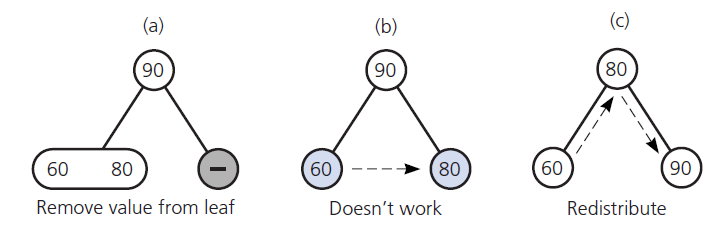 (a)
90
60 80
–
Remove value from leaf
(b)
90
60
80
Doesn't work
(c)
80
60
90
Redistribute